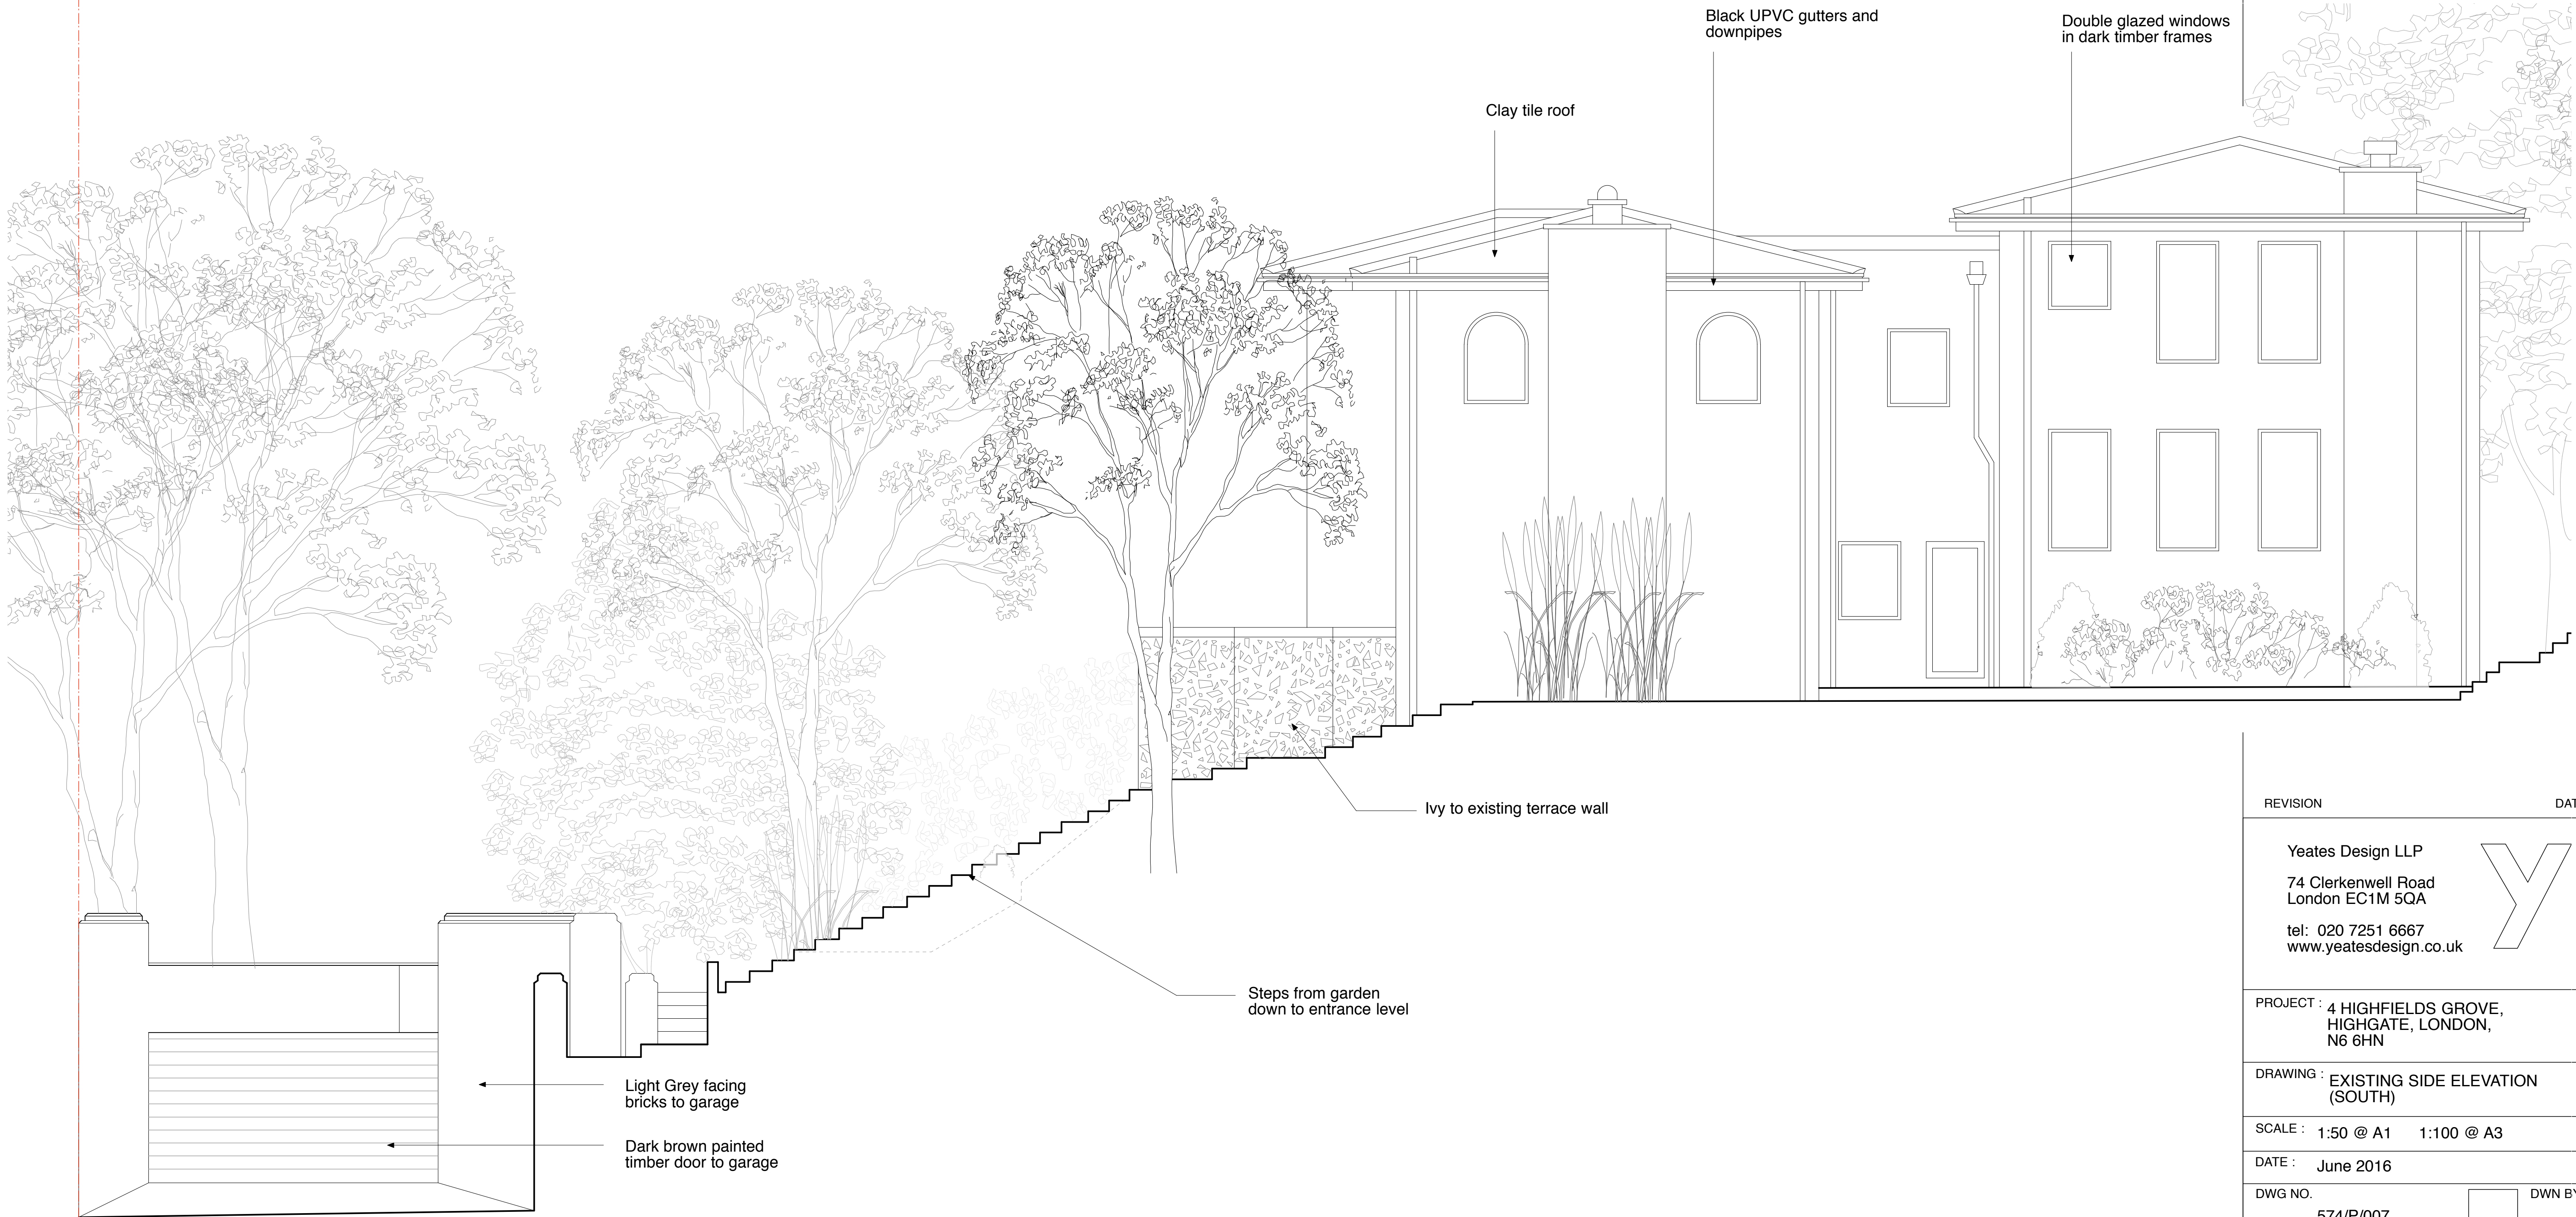 Black UPVC gutters and
downpipes
Double glazed windows
in dark timber frames
Clay tile roof
Ivy to existing terrace wall
Steps from garden
down to entrance level
Light Grey facing
bricks to garage
Dark brown painted
timber door to garage
REVISION
Yeates Design LLP
74 Clerkenwell Road
London EC1M 5QA
tel: 020 7251 6667
www.yeatesdesign.co.uk
y
PROJECT : 4 HIGHFIELDS GROVE,
HIGHGATE, LONDON,
N6 6HN
DRAWING : EXISTING SIDE ELEVATION
(SOUTH)
SCALE : 1:50 @ A1 1:100 @ A3
DATE : June 2016
DWG NO. DWN
574/P/007